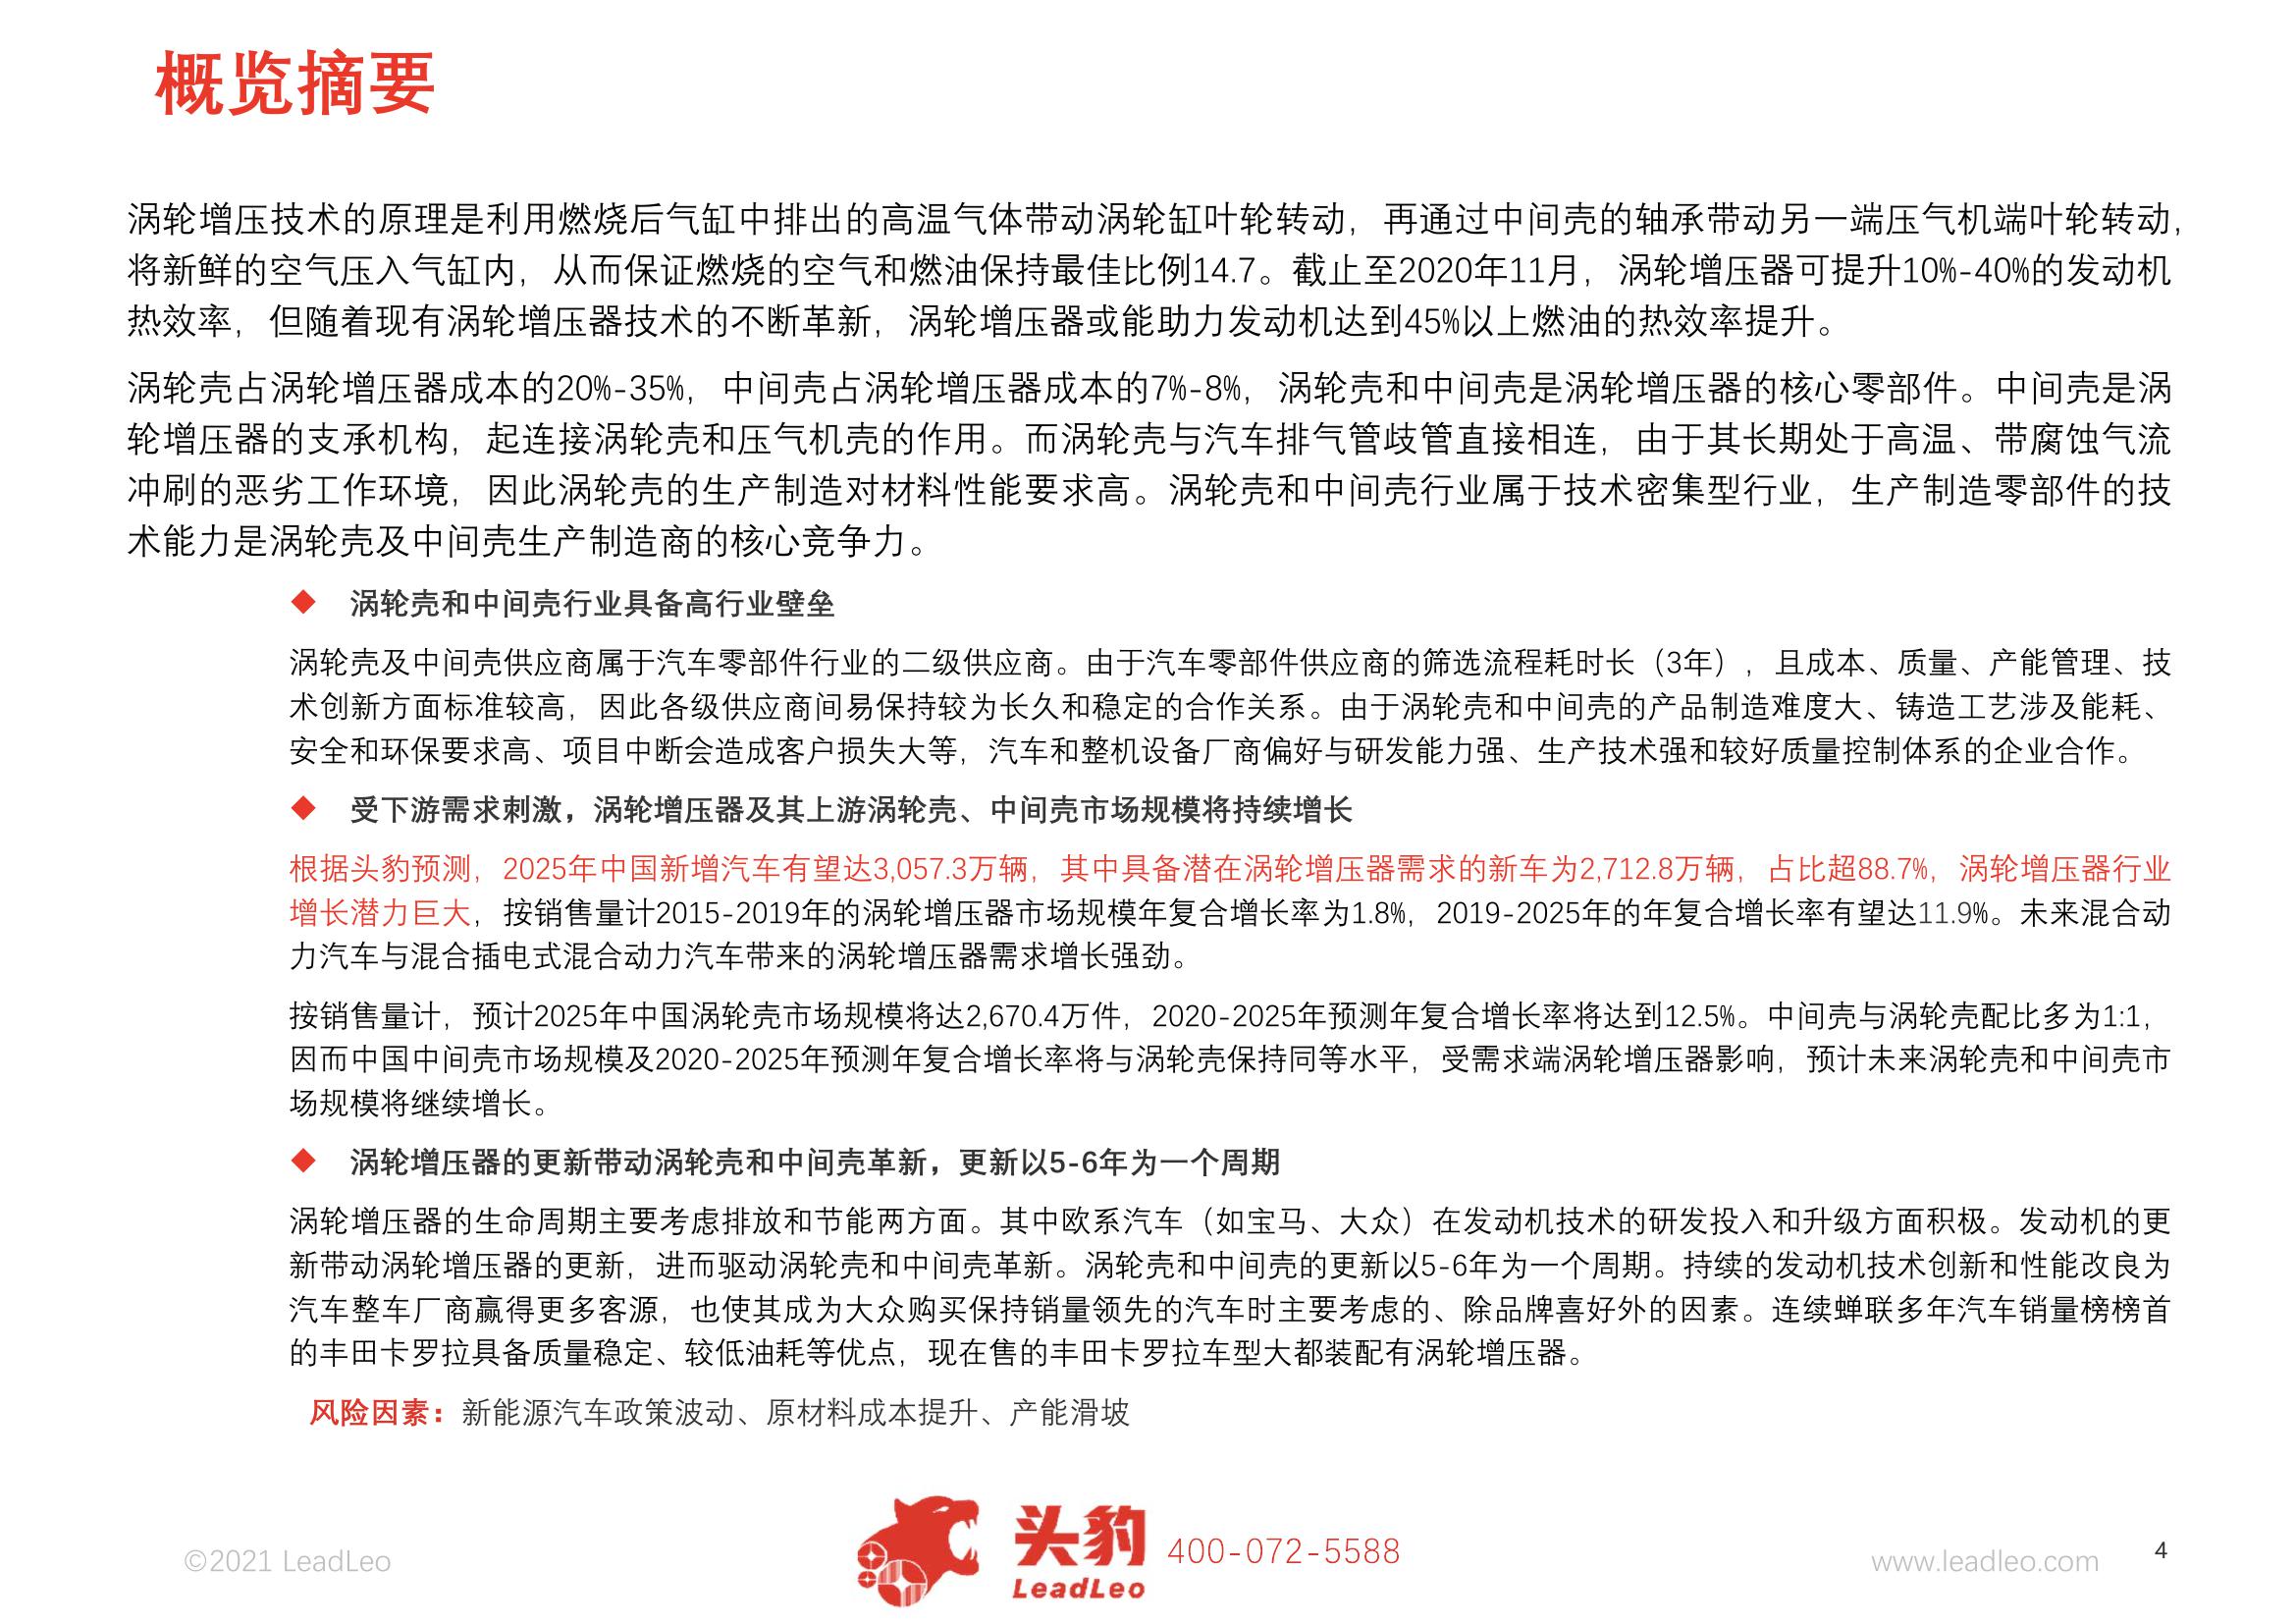 概览摘要
涡轮增压技术的原理是利用燃烧后气缸中排出的高温气体带动涡轮缸叶轮转动，再通过中间壳的轴承带动另一端压气机端叶轮转动，
将新鲜的空气压入气缸内，从而保证燃烧的空气和燃油保持最佳比例14.7。截止至2020年11月，涡轮增压器可提升10%-40%的发动机
热效率，但随着现有涡轮增压器技术的不断革新，涡轮增压器或能助力发动机达到45%以上燃油的热效率提升。
涡轮壳占涡轮增压器成本的20%-35%，中间壳占涡轮增压器成本的7%-8%，涡轮壳和中间壳是涡轮增压器的核心零部件。中间壳是涡
轮增压器的支承机构，起连接涡轮壳和压气机壳的作用。而涡轮壳与汽车排气管歧管直接相连，由于其长期处于高温、带腐蚀气流
冲刷的恶劣工作环境，因此涡轮壳的生产制造对材料性能要求高。涡轮壳和中间壳行业属于技术密集型行业，生产制造零部件的技
术能力是涡轮壳及中间壳生产制造商的核心竞争力。
◆ 涡轮壳和中间壳行业具备高行业壁垒
涡轮壳及中间壳供应商属于汽车零部件行业的二级供应商。由于汽车零部件供应商的筛选流程耗时长（3年），且成本、质量、产能管理、技
术创新方面标准较高，因此各级供应商间易保持较为长久和稳定的合作关系。由于涡轮壳和中间壳的产品制造难度大、铸造工艺涉及能耗、
安全和环保要求高、项目中断会造成客户损失大等，汽车和整机设备厂商偏好与研发能力强、生产技术强和较好质量控制体系的企业合作。
◆ 受下游需求刺激，涡轮增压器及其上游涡轮壳、中间壳市场规模将持续增长
根据头豹预测，2025年中国新增汽车有望达3,057.3万辆，其中具备潜在涡轮增压器需求的新车为2,712.8万辆，占比超88.7%，涡轮增压器行业
增长潜力巨大，按销售量计2015-2019年的涡轮增压器市场规模年复合增长率为1.8%，2019-2025年的年复合增长率有望达11.9%。未来混合动
力汽车与混合插电式混合动力汽车带来的涡轮增压器需求增长强劲。
按销售量计，预计2025年中国涡轮壳市场规模将达2,670.4万件，2020-2025年预测年复合增长率将达到12.5%。中间壳与涡轮壳配比多为1:1，
因而中国中间壳市场规模及2020-2025年预测年复合增长率将与涡轮壳保持同等水平，受需求端涡轮增压器影响，预计未来涡轮壳和中间壳市
场规模将继续增长。
◆ 涡轮增压器的更新带动涡轮壳和中间壳革新，更新以5-6年为一个周期
涡轮增压器的生命周期主要考虑排放和节能两方面。其中欧系汽车（如宝马、大众）在发动机技术的研发投入和升级方面积极。发动机的更
新带动涡轮增压器的更新，进而驱动涡轮壳和中间壳革新。涡轮壳和中间壳的更新以5-6年为一个周期。持续的发动机技术创新和性能改良为
汽车整车厂商赢得更多客源，也使其成为大众购买保持销量领先的汽车时主要考虑的、除品牌喜好外的因素。连续蝉联多年汽车销量榜榜首
的丰田卡罗拉具备质量稳定、较低油耗等优点，现在售的丰田卡罗拉车型大都装配有涡轮增压器。
风险因素：新能源汽车政策波动、原材料成本提升、产能滑坡
©2021 LeadLeo
头豹
LeadLeo
400-072-5588
www.leadleo.com
4